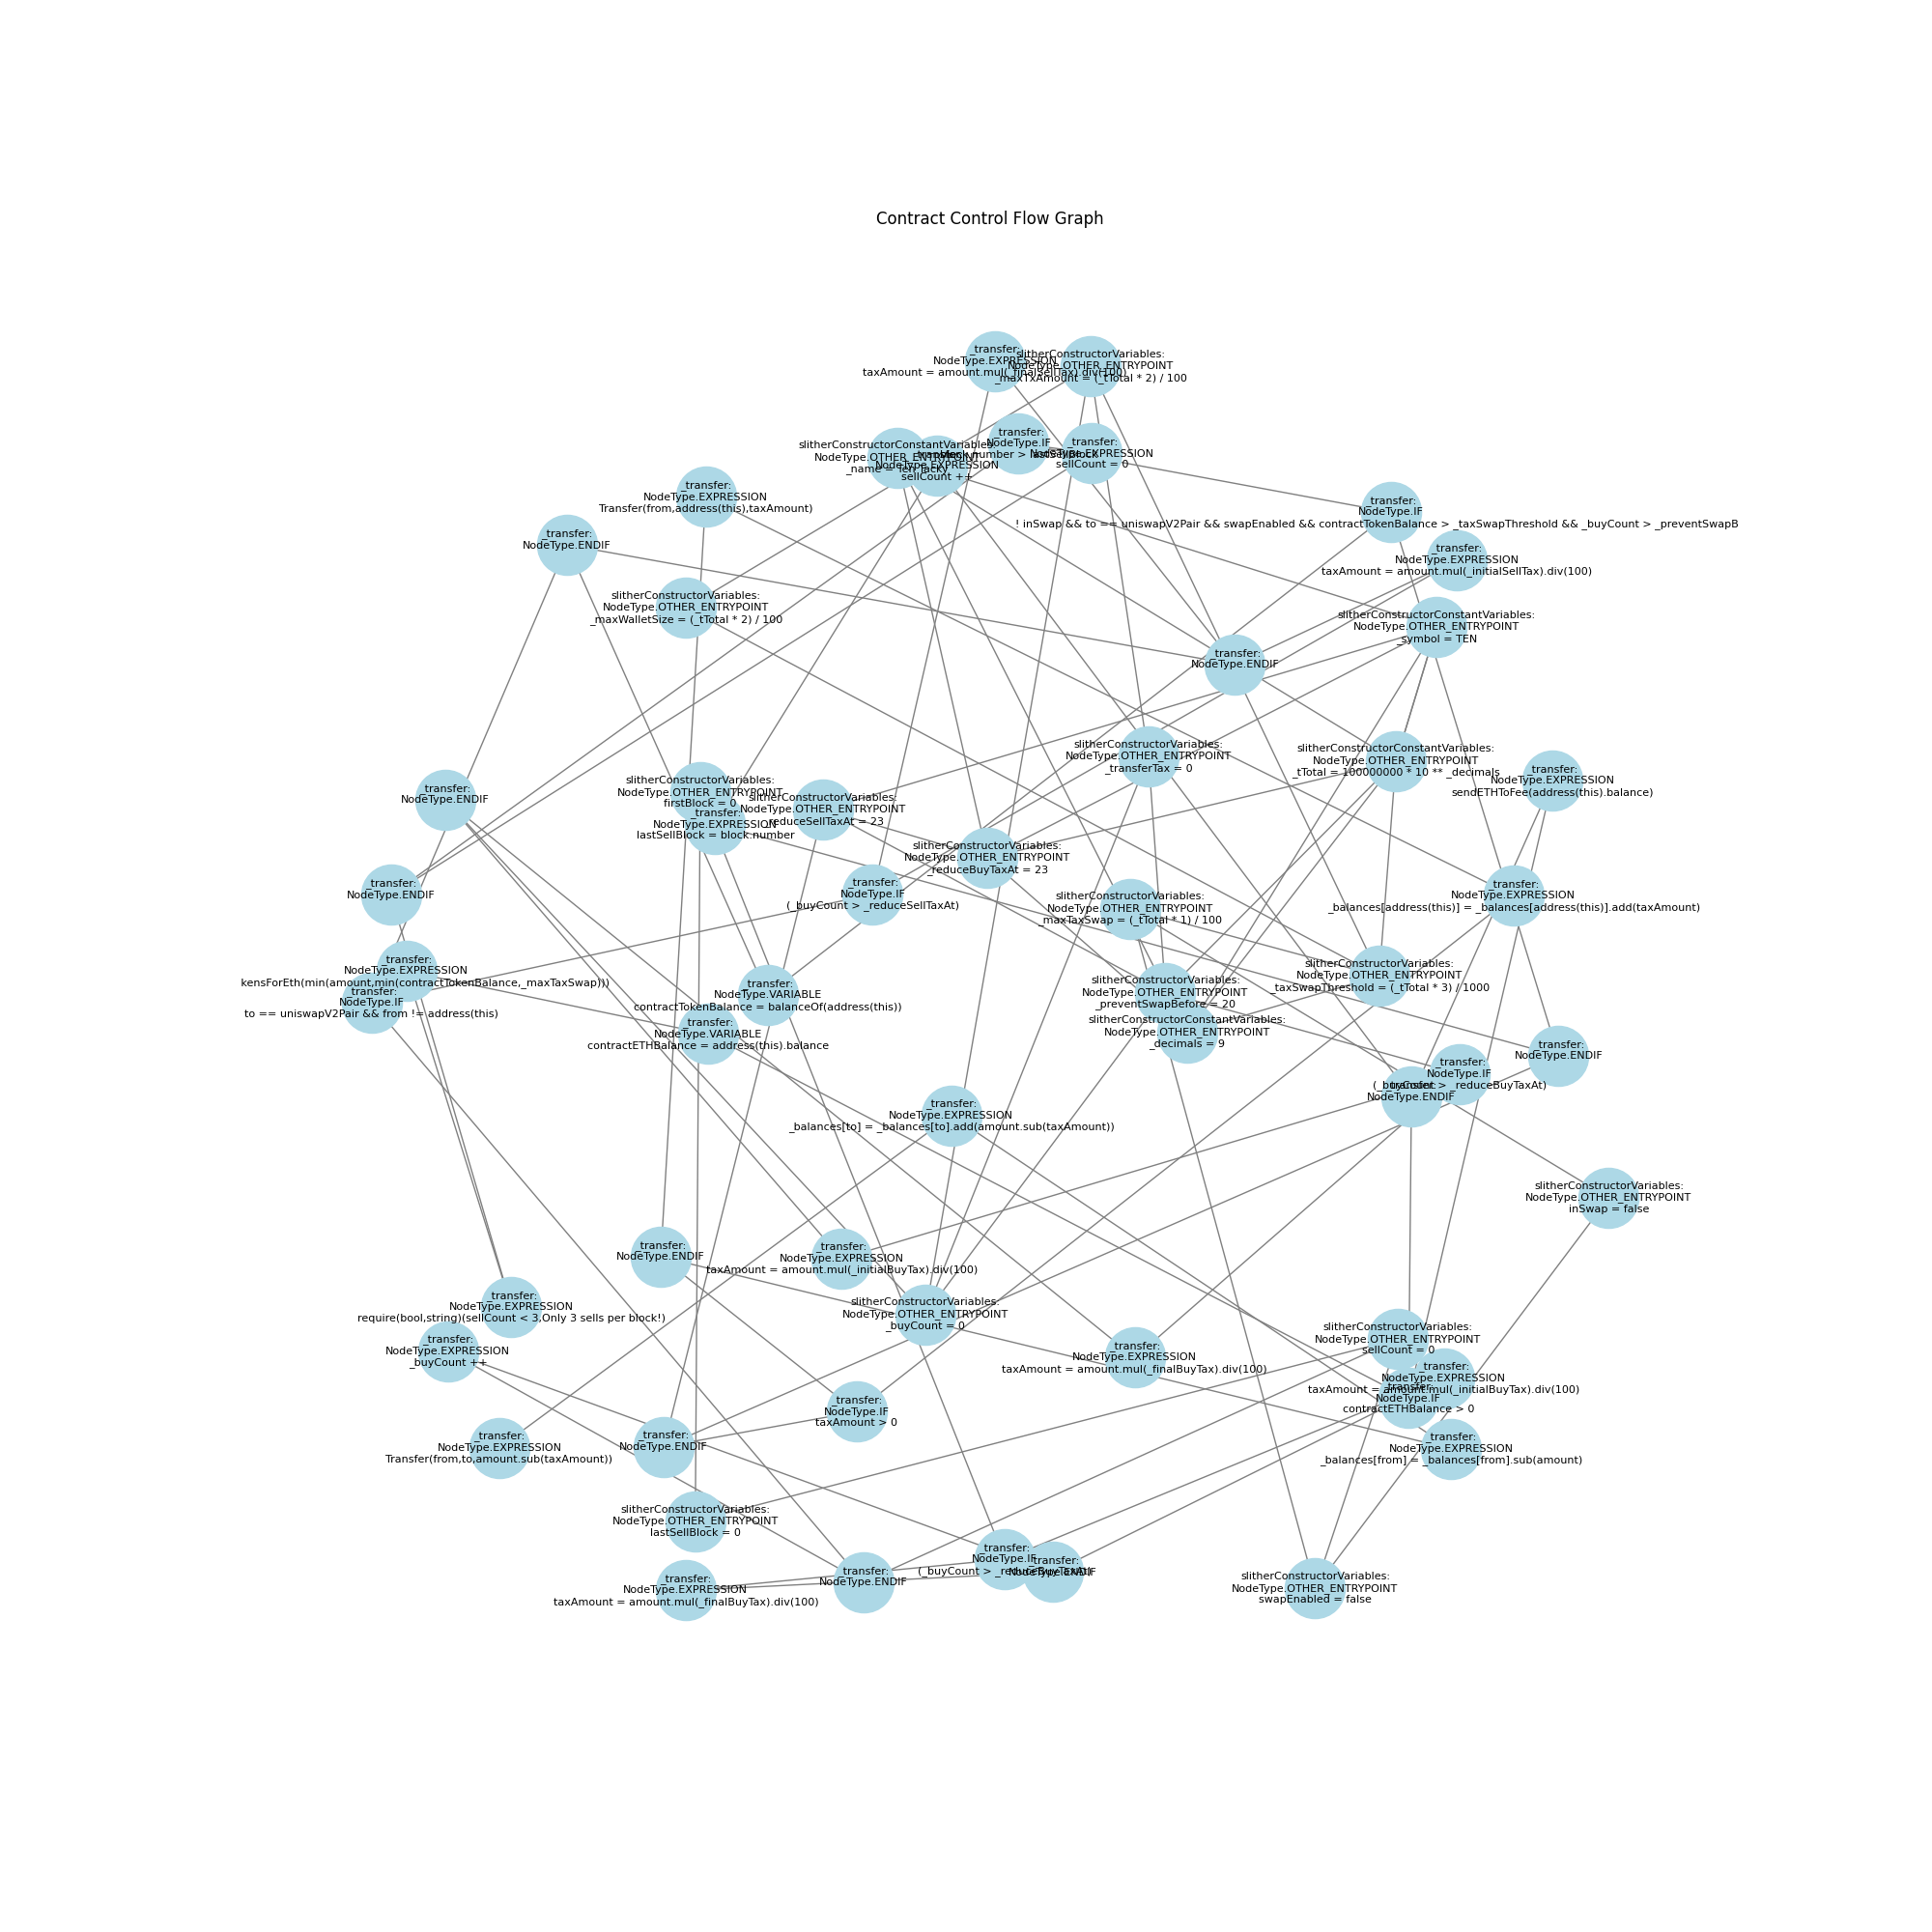 Contract Control Flow Graph
_transfer:
NodeType.EXPRESSION
taxAmount = amount.mul(_finalSellTax).div(100)
slitherConstructorVariables:
NodeType.OTHER_ENTRYPOINT
_maxTxAmount = (_tTotal * 2) / 100
slitherConstructorConstantVariables:
NodeType.OTHER_ENTRYPOINT
_name =
_transfer:
NodeType.EXPRESSION
sellCount ++
_transfer:
NodeType.IF
block.number > lastSellBlock
_transfer:
NodeType.EXPRESSION
sellCount = 0
_transfer:
NodeType.EXPRESSION
Transfer(from,address(this),taxAmount)
_transfer:
NodeType.IF
! inSwap && to == uniswapV2Pair && swapEnabled && contractTokenBalance > _taxSwapThreshold && _buyCount > _preventSwapB
_transfer:
NodeType.ENDIF
_transfer:
NodeType.EXPRESSION
taxAmount = amount.mul(_initialSellTax).div(100)
slitherConstructorVariables:
NodeType.OTHER_ENTRYPOINT
_maxWalletSize = (_tTotal * 2) / 100
slitherConstructorConstantVariables:
NodeType.OTHER_ENTRYPOINT
_symbol = TEN
_transfer:
NodeType.ENDIF
slitherConstructorVariables:
NodeType.OTHER_ENTRYPOINT
_transferTax = 0
slitherConstructorConstantVariables:
NodeType.OTHER_ENTRYPOINT
_tTotal = 100000000 * 10 ** _decimals
_transfer:
NodeType.EXPRESSION
sendETHToFee(address(this).balance)
slitherConstructorVariables:
NodeType.OTHER_ENTRYPOINT
firstBlock = 0
_transfer:
NodeType.ENDIF
slitherConstructorVariables:
NodeType.OTHER_ENTRYPOINT
_reduceSellTaxAt = 23
_transfer:
NodeType.EXPRESSION
lastSellBlock = block.number
slitherConstructorVariables:
NodeType.OTHER_ENTRYPOINT
_reduceBuyTaxAt = 23
_transfer:
NodeType.ENDIF
_transfer:
NodeType.IF
(_buyCount > _reduceSellTaxAt)
slitherConstructorVariables:
NodeType.OTHER_ENTRYPOINT
_maxTaxSwap = (_tTotal * 1) / 100
_transfer:
NodeType.EXPRESSION
_balances[address(this)] = _balances[address(this)].add(taxAmount)
_transfer:
NodeType.EXPRESSION
kensForEth(min(amount,min(contractTokenBalance,_maxTaxSwap)))
_transfer:
NodeType.IF
to == uniswapV2Pair && from != address(this)
_transfer:
NodeType.VARIABLE
contractTokenBalance = balanceOf(address(this))
slitherConstructorVariables:
NodeType.OTHER_ENTRYPOINT
_preventSwapBefore = 20
slitherConstructorVariables:
NodeType.OTHER_ENTRYPOINT
_taxSwapThreshold = (_tTotal * 3) / 1000
_transfer:
NodeType.VARIABLE
contractETHBalance = address(this).balance
slitherConstructorConstantVariables:
NodeType.OTHER_ENTRYPOINT
_decimals = 9
_transfer:
NodeType.ENDIF
_transfer:
NodeType.IF
(_buyCount > _reduceBuyTaxAt)
_transfer:
NodeType.ENDIF
_transfer:
NodeType.EXPRESSION
_balances[to] = _balances[to].add(amount.sub(taxAmount))
slitherConstructorVariables:
NodeType.OTHER_ENTRYPOINT
inSwap = false
_transfer:
NodeType.ENDIF
_transfer:
NodeType.EXPRESSION
taxAmount = amount.mul(_initialBuyTax).div(100)
_transfer:
NodeType.EXPRESSION
require(bool,string)(sellCount < 3,Only 3 sells per block!)
slitherConstructorVariables:
NodeType.OTHER_ENTRYPOINT
_buyCount = 0
slitherConstructorVariables:
NodeType.OTHER_ENTRYPOINT
sellCount = 0
_transfer:
NodeType.EXPRESSION
_buyCount ++
_transfer:
NodeType.EXPRESSION
taxAmount = amount.mul(_finalBuyTax).div(100)
_transfer:
NodeType.EXPRESSION
taxAmount = amount.mul(_initialBuyTax).div(100)
_transfer:
NodeType.IF
contractETHBalance > 0
_transfer:
NodeType.IF
taxAmount > 0
_transfer:
NodeType.EXPRESSION
Transfer(from,to,amount.sub(taxAmount))
_transfer:
NodeType.ENDIF
_transfer:
NodeType.EXPRESSION
_balances[from] = _balances[from].sub(amount)
slitherConstructorVariables:
NodeType.OTHER_ENTRYPOINT
lastSellBlock = 0
_transfer:
NodeType.IF
(_buyCount > _reduceBuyTaxAt)
_transfer:
NodeType.ENDIF
_transfer:
NodeType.ENDIF
_transfer:
NodeType.EXPRESSION
taxAmount = amount.mul(_finalBuyTax).div(100)
slitherConstructorVariables:
NodeType.OTHER_ENTRYPOINT
swapEnabled = false